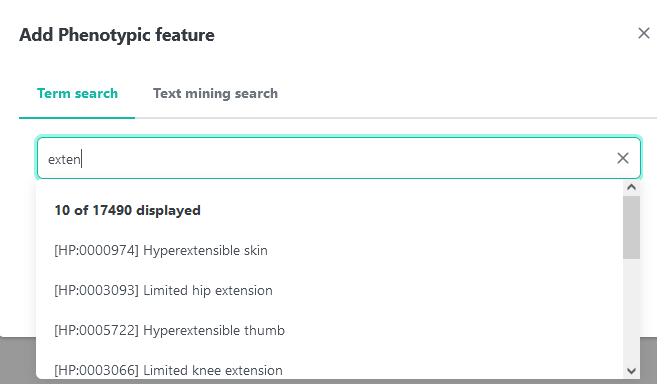 Add Phenotypic feature
Term search Text mining search
exten
10 of 17490 displayed
[HP:0000974] Hyperextensible skin
[HP:0003093] Limited hip extension
[HP:0005722] Hyperextensible thumb
[HP:0003066] Limited knee extension